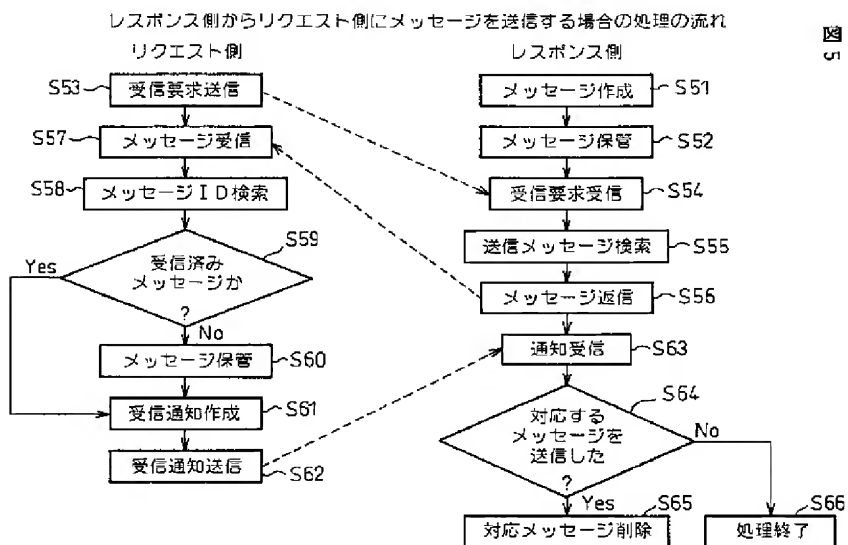 レスポンス側からリクエスト側にメッセージを送信する場合の処理の流れ
図5
リクエスト側
S53
受信要求送信
S57
メッセージ受信
S58
メッセージID検索
S59
受信済み
メッセージか
?
Yes
No
メッセージ保管
S60
受信通知作成
S61
受信通知送信
S62
レスポンス側
メッセージ作成
S51
メッセージ保管
S52
受信要求受信
S54
送信メッセージ検索
S55
メッセージ返信
S56
通知受信
S63
S64
対応する
メッセージを
送信した
?
No
Yes
S65
対応メッセージ削除
S66
処理終了